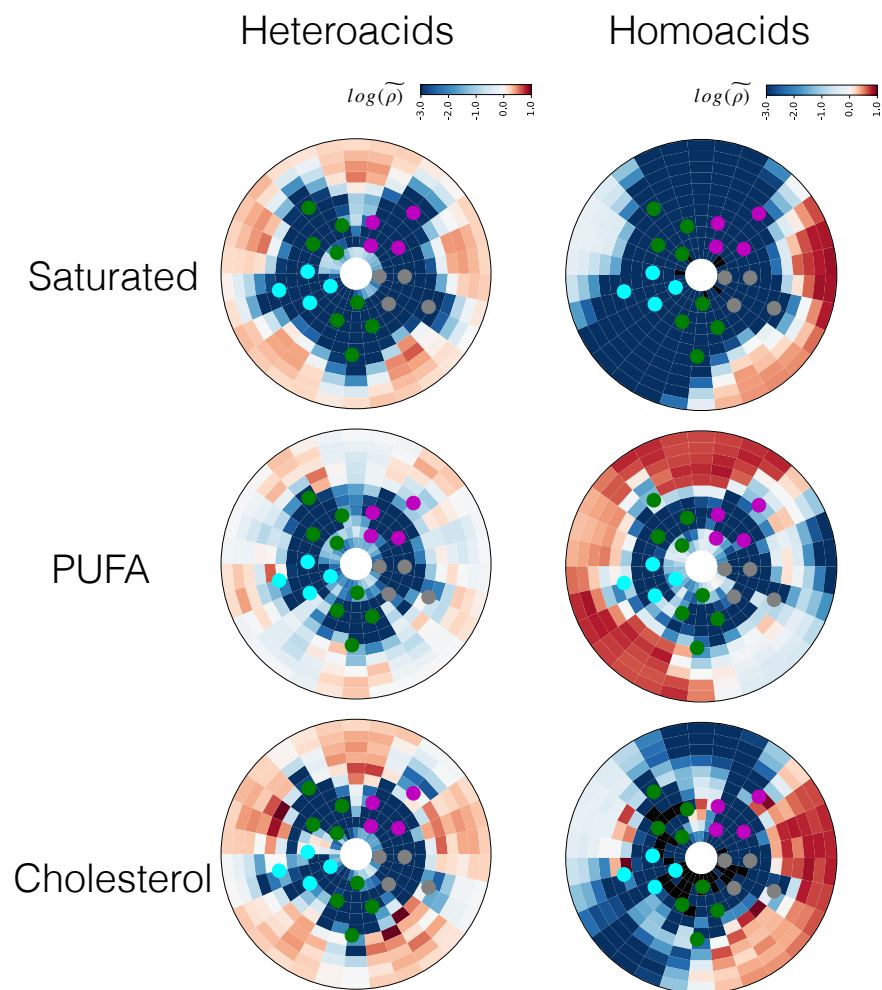 Heteroacids Homoacids
log(ρ̃) -3.0 -2.0 -1.0 0.0 1.0 log(ρ̃) -3.0 -2.0 -1.0 0.0 1.0
Saturated
PUFA
Cholesterol